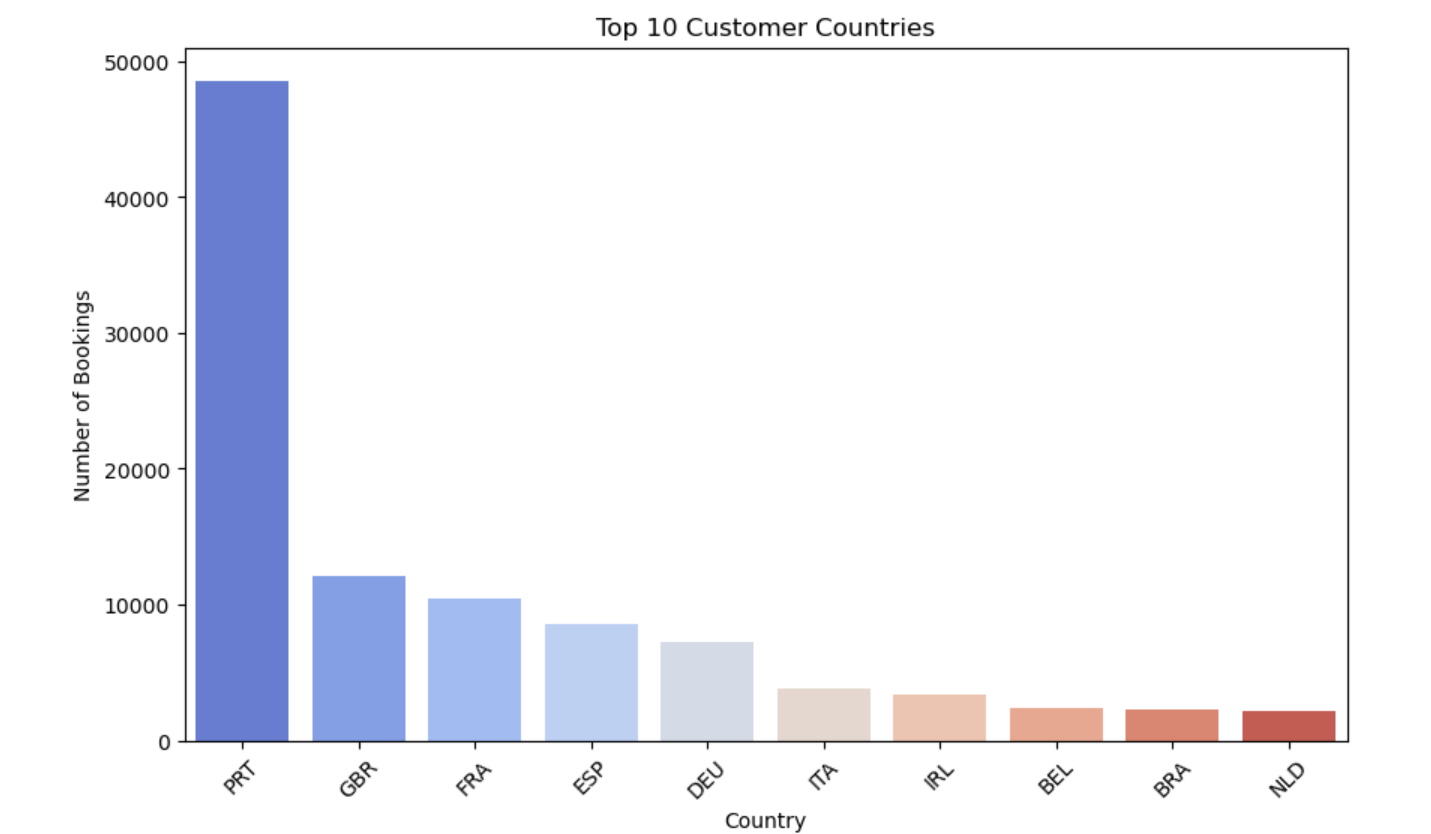 Top 10 Customer Countries
50000
40000
30000
20000
10000
0
Number of Bookings
PRT
GBR
FRA
ESP
DEU
ITA
IRL
BEL
BRA
NLD
Country